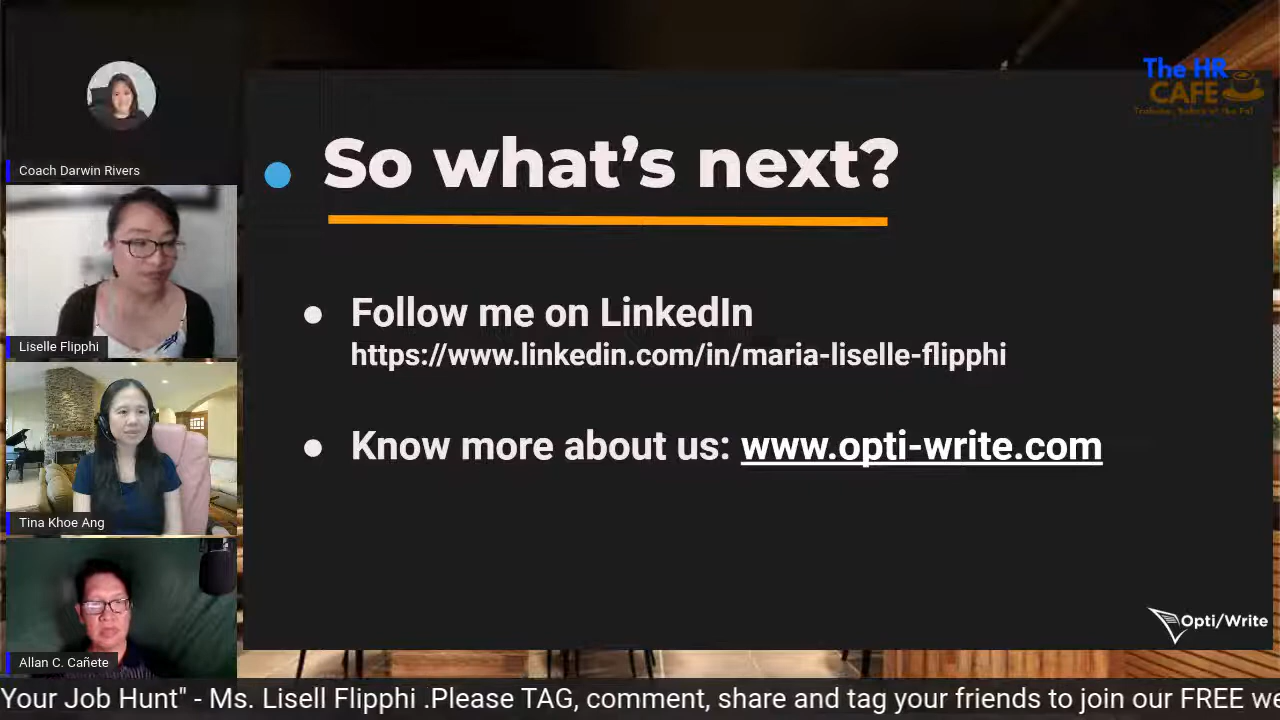 The HR
CAFE
Coach Darwin Rivers
So what's next?
Liselle Flipphi
• Follow me on LinkedIn
https://www.linkedin.com/in/maria-liselle-flipphi
• Know more about us: www.opti-write.com
Tina Khoe Ang
Opti/Write
Allan C. Cañete
Your Job Hunt" - Ms. Lisell Flipphi .Please TAG, comment, share and tag your friends to join our FREE we